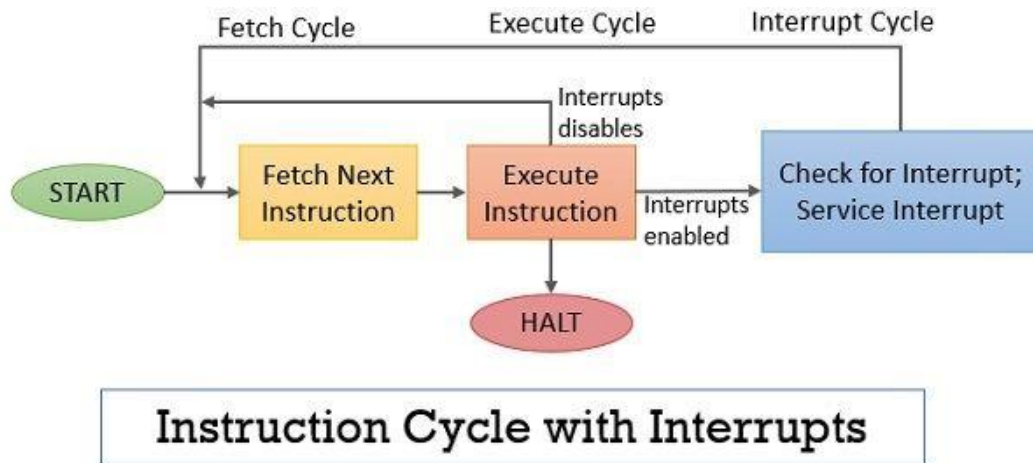 Fetch Cycle
Execute Cycle
Interrupt Cycle
Interrupts
disables
START
Fetch Next
Instruction
Execute
Instruction
Interrupts
enabled
Check for Interrupt;
Service Interrupt
HALT
Instruction Cycle with Interrupts